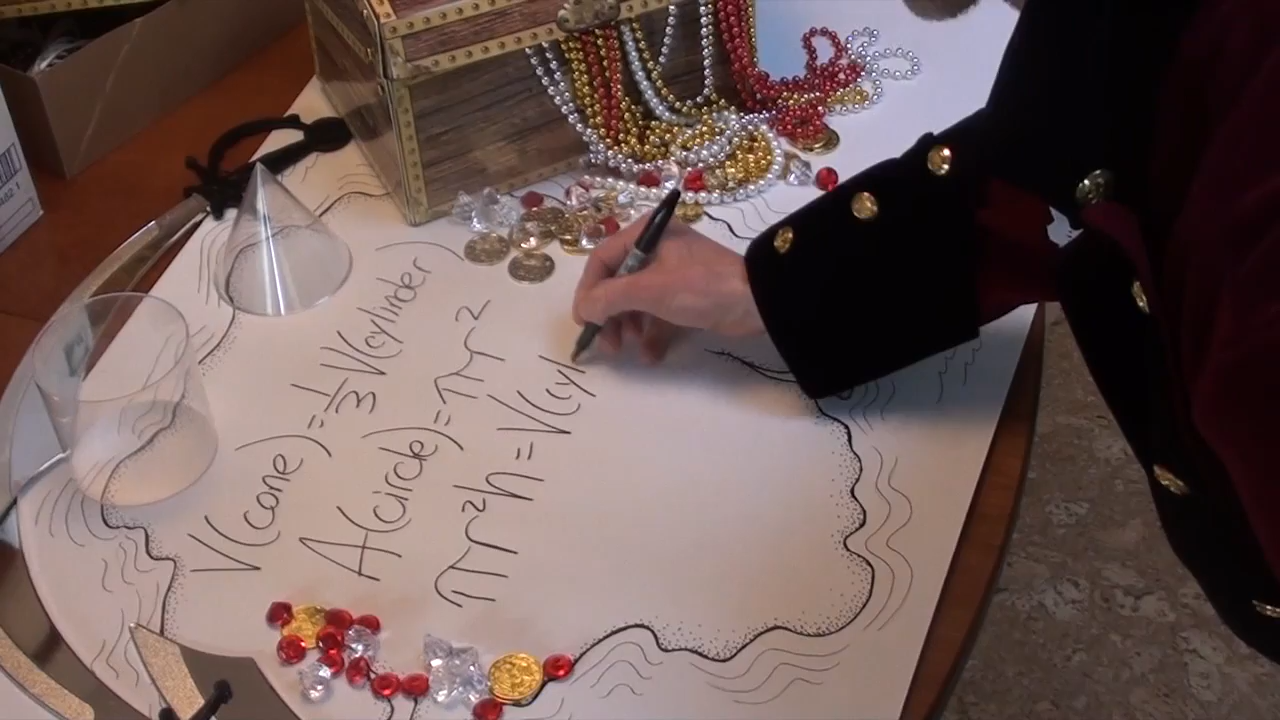 V(cone) = 1/3 V(cylinder)
A(circle) = πr²
πr²h = V(cyl